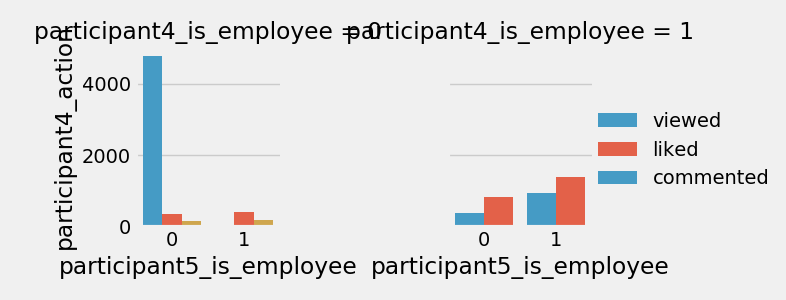 participant4_is_employee = 0
participant4_is_employee = 1
participant4_action
4000
2000
0
0
1
0
1
participant5_is_employee
participant5_is_employee
viewed
liked
commented